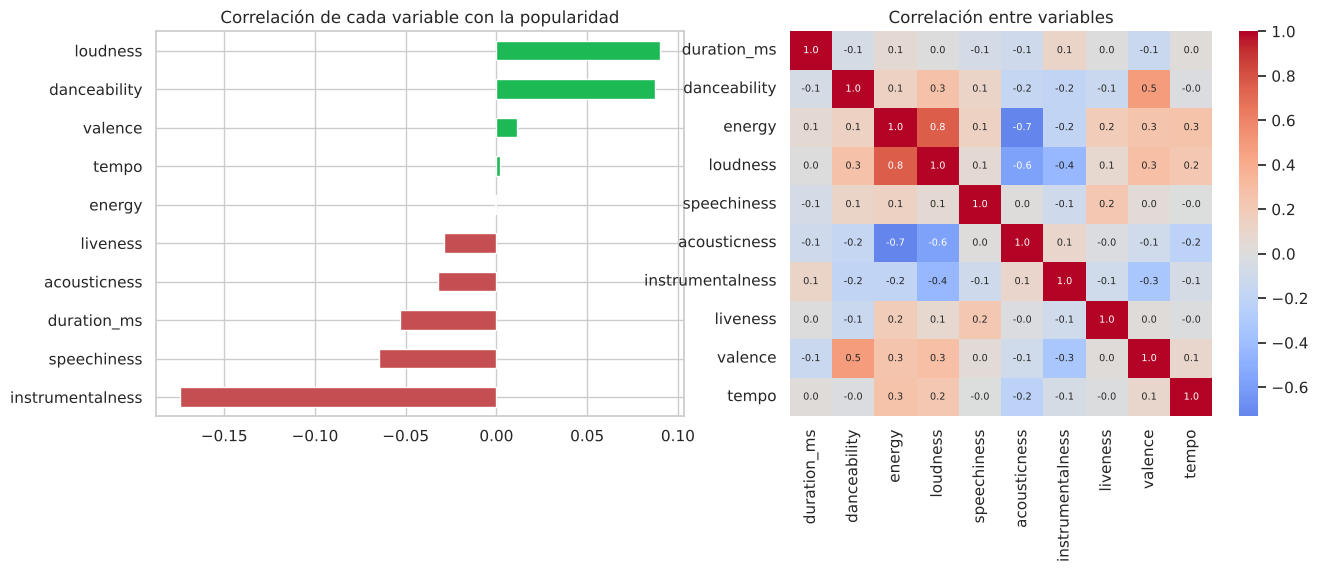 Correlación de cada variable con la popularidad
loudness
danceability
valence
tempo
energy
liveness
acousticness
duration_ms
speechiness
instrumentalness
−0.15 −0.10 −0.05 0.00 0.05 0.10
Correlación entre variables
duration_ms 1.0 -0.1 0.1 0.0 -0.1 -0.1 0.1 0.0 -0.1 0.0
danceability -0.1 1.0 0.1 0.3 0.1 -0.2 -0.2 -0.1 0.5 -0.0
energy 0.1 0.1 1.0 0.8 0.1 -0.7 -0.2 0.2 0.3 0.3
loudness 0.0 0.3 0.8 1.0 0.1 -0.6 -0.4 0.1 0.3 0.2
speechiness -0.1 0.1 0.1 0.1 1.0 0.0 -0.1 0.2 0.0 -0.0
acousticness -0.1 -0.2 -0.7 -0.6 0.0 1.0 0.1 -0.0 -0.1 -0.2
instrumentalness 0.1 -0.2 -0.2 -0.4 -0.1 0.1 1.0 -0.1 -0.3 -0.1
liveness 0.0 -0.1 0.2 0.1 0.2 -0.0 -0.1 1.0 0.0 -0.0
valence -0.1 0.5 0.3 0.3 0.0 -0.1 -0.3 0.0 1.0 0.1
tempo 0.0 -0.0 0.3 0.2 -0.0 -0.2 -0.1 -0.0 0.1 1.0
duration_ms
danceability
energy
loudness
speechiness
acousticness
instrumentalness
liveness
valence
tempo
1.0
0.8
0.6
0.4
0.2
0.0
−0.2
−0.4
−0.6